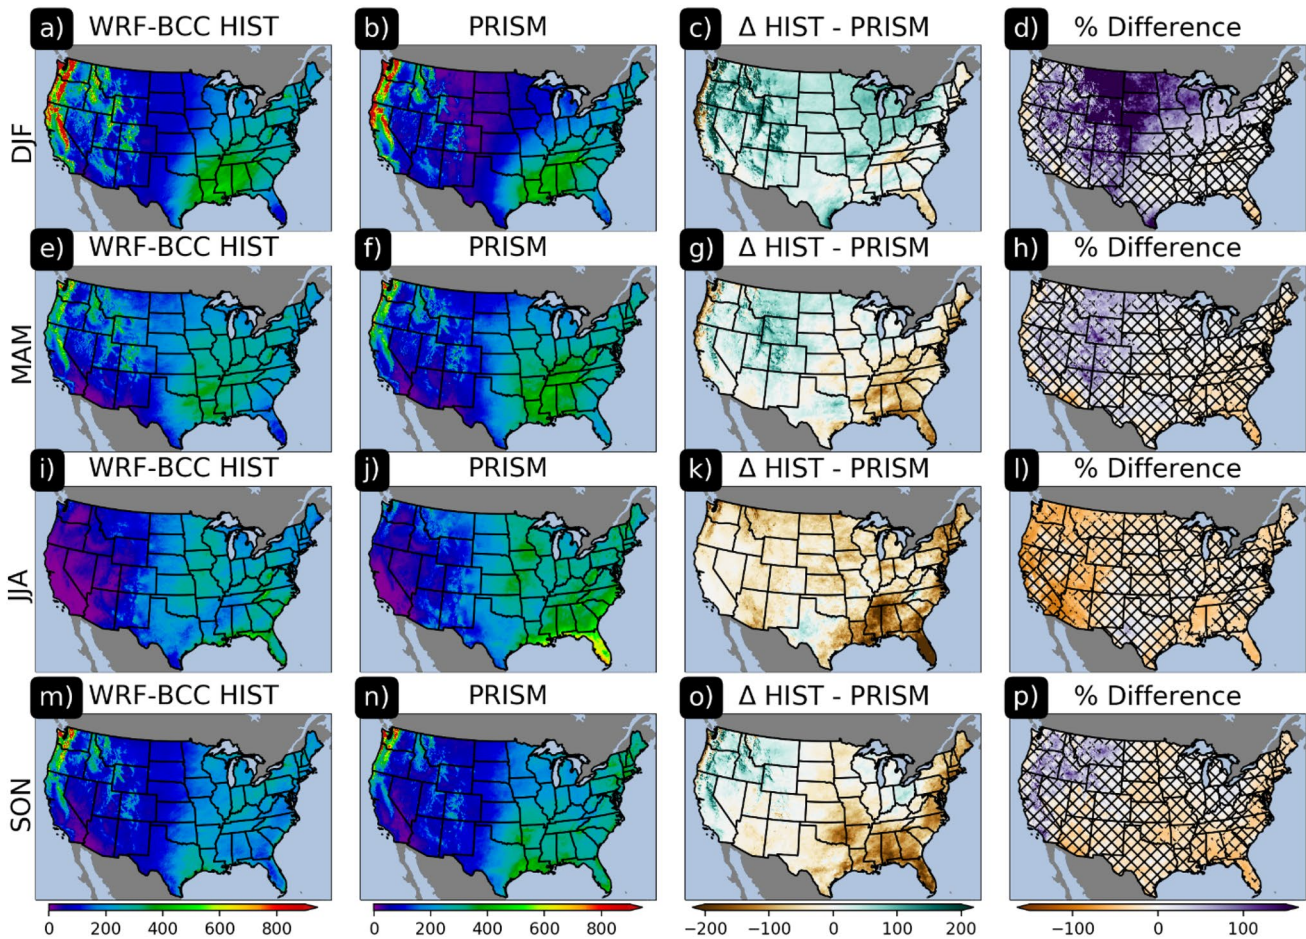 a) WRF-BCC HIST b) PRISM c) Δ HIST - PRISM d) % Difference
DJF
e) WRF-BCC HIST f) PRISM g) Δ HIST - PRISM h) % Difference
MAM
i) WRF-BCC HIST j) PRISM k) Δ HIST - PRISM l) % Difference
JJA
m) WRF-BCC HIST n) PRISM o) Δ HIST - PRISM p) % Difference
SON
0 200 400 600 800 0 200 400 600 800 −200 −100 0 100 200 −100 0 100